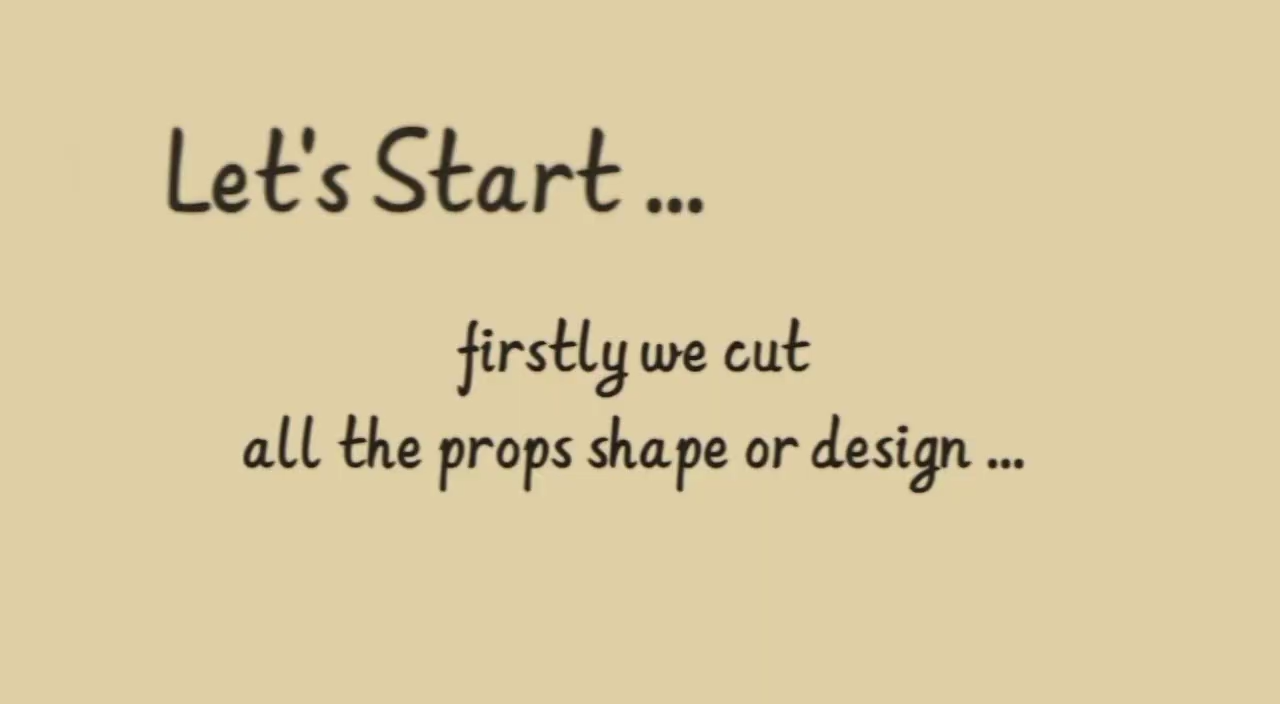 Let's Start ...
firstly we cut
all the props shape or design ...